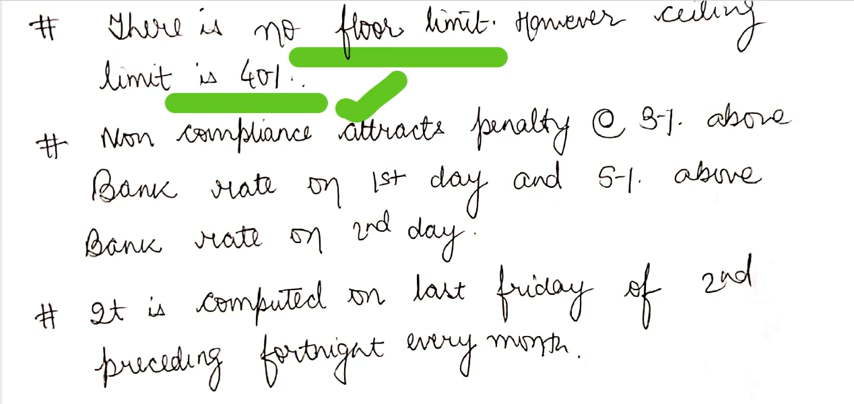 # There is no floor limit. However ceiling
limit is 40%.
# Non compliance attracts penalty @ 3%. above
Bank rate on 1st day and 5%. above
Bank rate on 2nd day.
# It is computed on last friday of 2nd
preceding fortnight every month.